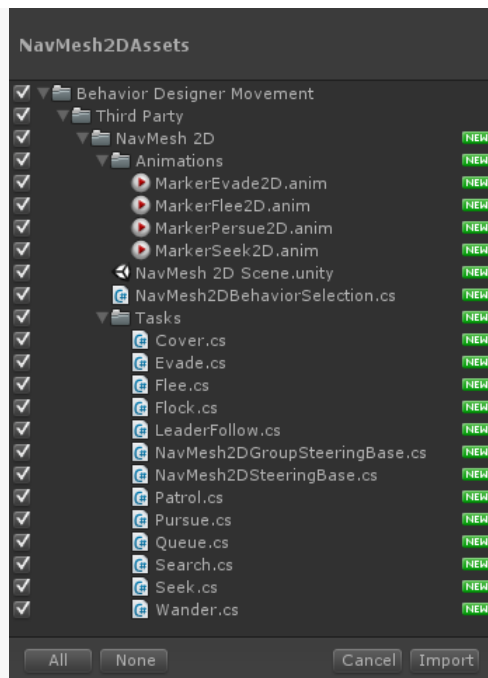 NavMesh2DAssets
Behavior Designer Movement
Third Party
NavMesh 2D NEW
Animations NEW
MarkerEvade2D.anim NEW
MarkerFlee2D.anim NEW
MarkerPersue2D.anim NEW
MarkerSeek2D.anim NEW
NavMesh 2D Scene.unity NEW
NavMesh2DBehaviorSelection.cs NEW
Tasks NEW
Cover.cs NEW
Evade.cs NEW
Flee.cs NEW
Flock.cs NEW
LeaderFollow.cs NEW
NavMesh2DGroupSteeringBase.cs NEW
NavMesh2DSteeringBase.cs NEW
Patrol.cs NEW
Pursue.cs NEW
Queue.cs NEW
Search.cs NEW
Seek.cs NEW
Wander.cs NEW
All None Cancel Import